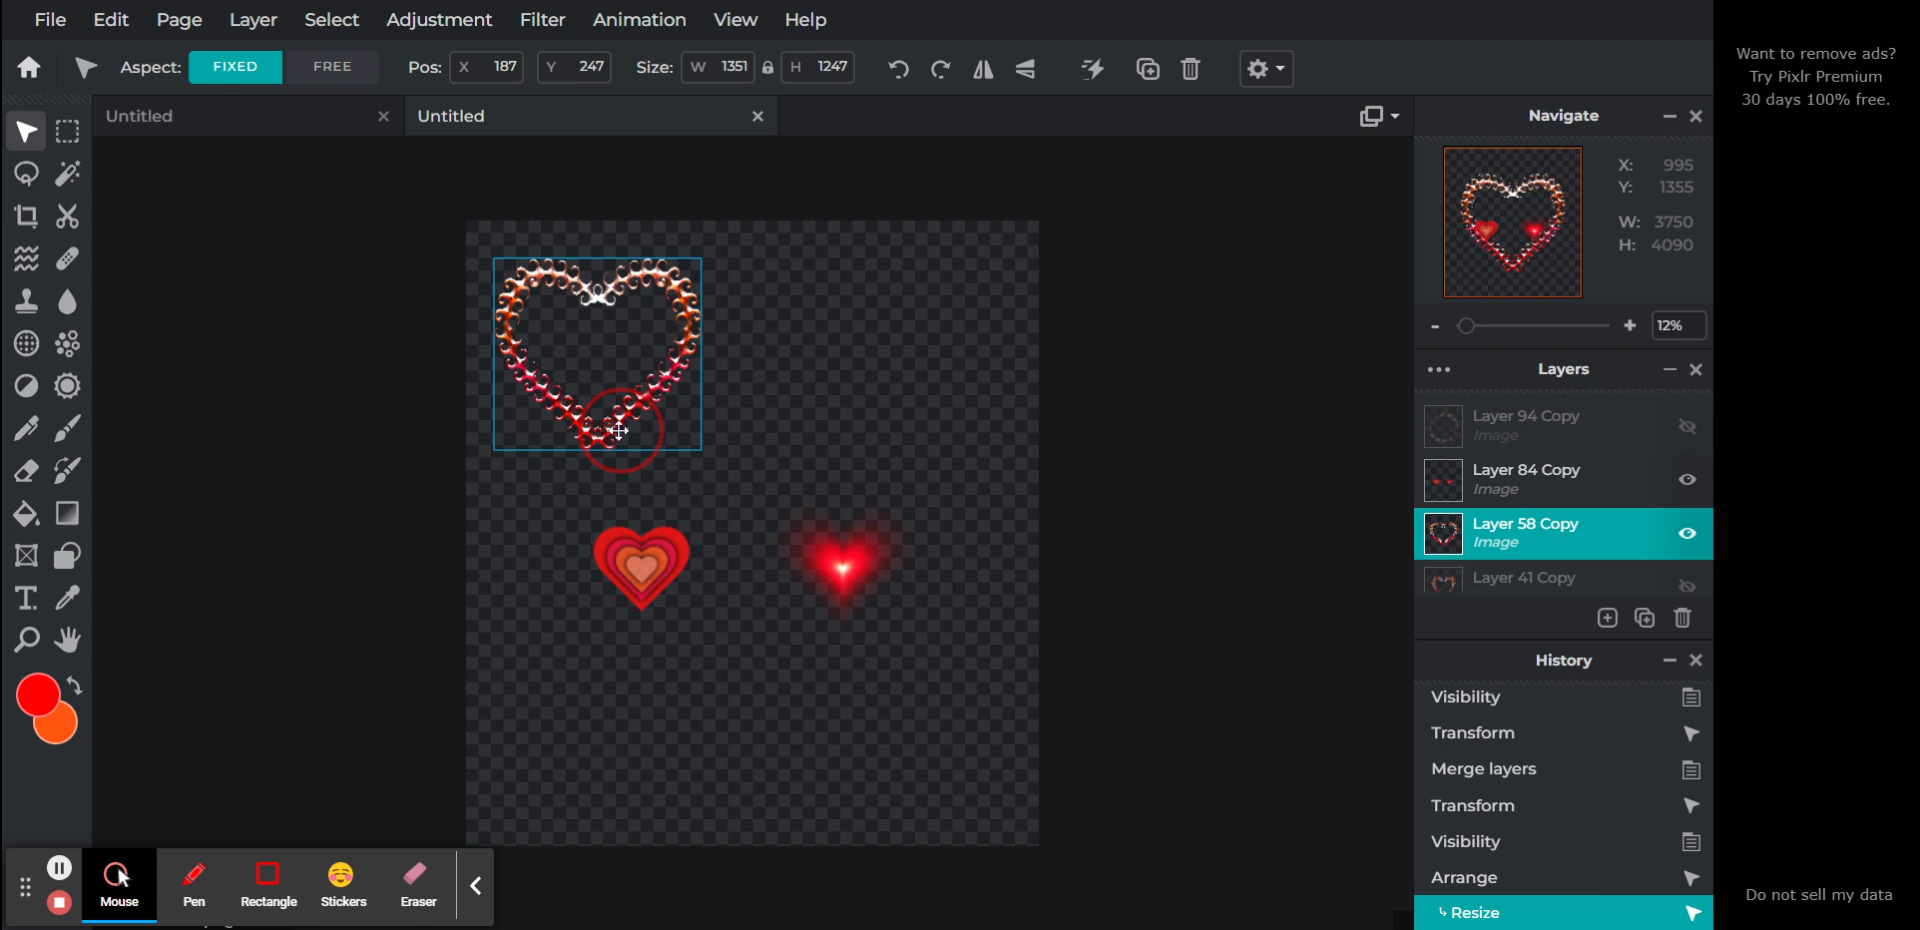 File Edit Page Layer Select Adjustment Filter Animation View Help
Aspect: FIXED FREE Pos: X 187 Y 247 Size: W 1351 H 1247
Untitled
Untitled
Navigate
X: 995
Y: 1355
W: 3750
H: 4090
- + 12%
Layers
Layer 94 Copy
Image
Layer 84 Copy
Image
Layer 58 Copy
Image
Layer 41 Copy
History
Visibility
Transform
Merge layers
Transform
Visibility
Arrange
Resize
Mouse Pen Rectangle Stickers Eraser
Want to remove ads?
Try Pixlr Premium
30 days 100% free.
Do not sell my data